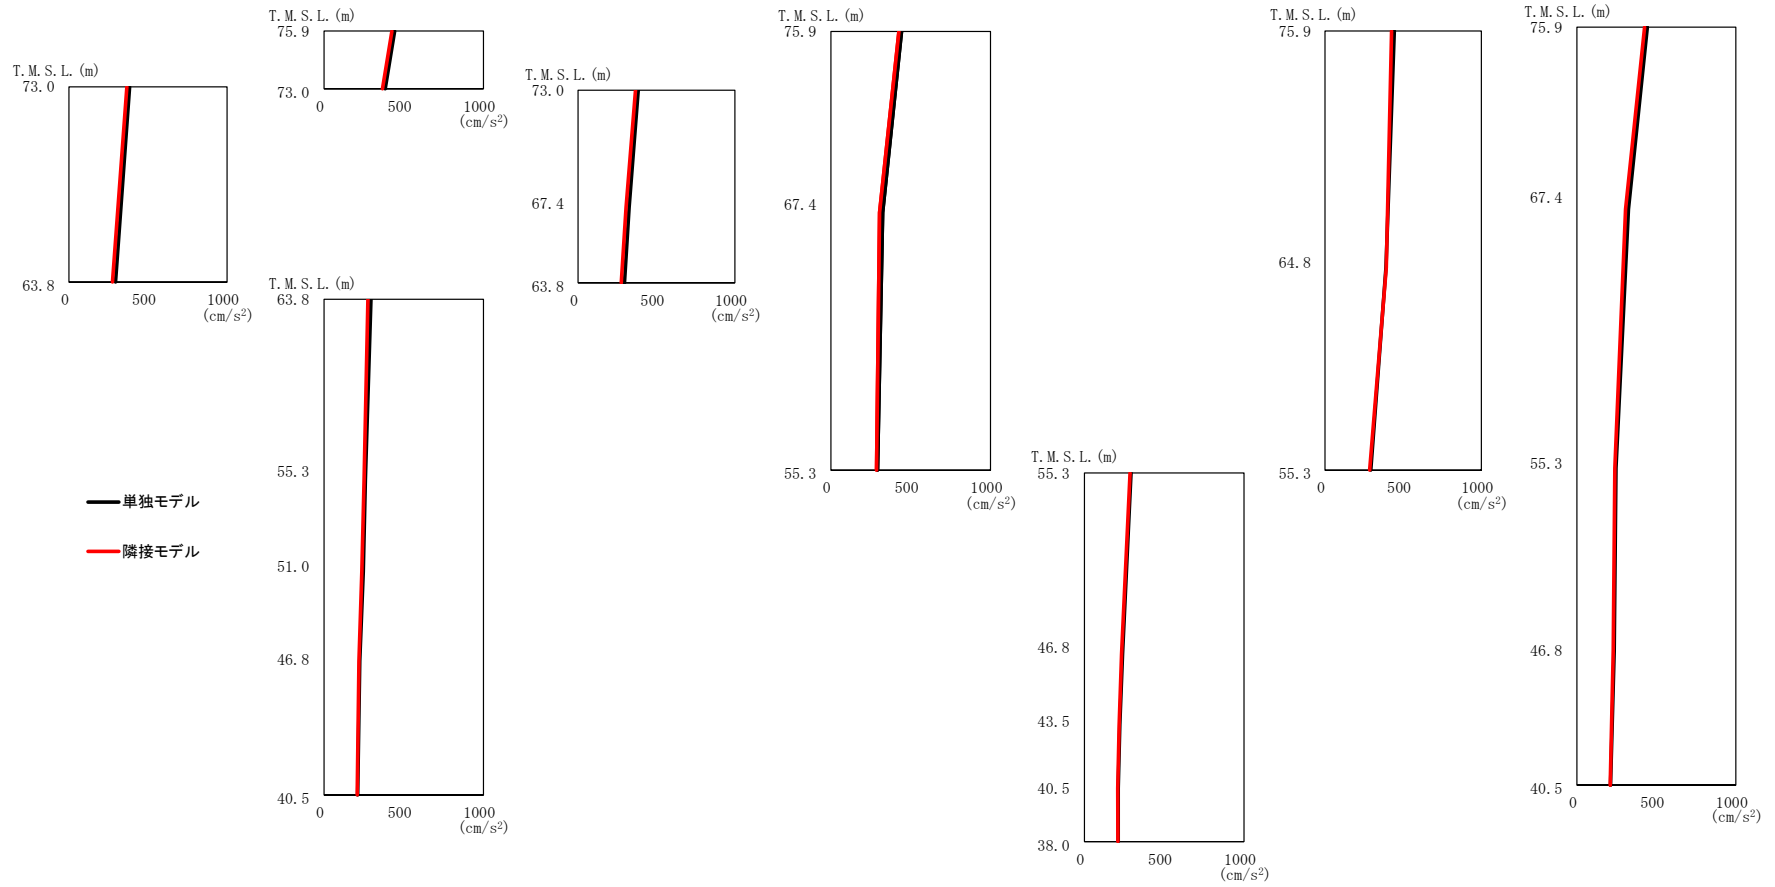 T.M.S.L.(m)
73.0
63.8
0 500 1000
(cm/s²)
T.M.S.L.(m)
75.9
73.0
0 500 1000
(cm/s²)
T.M.S.L.(m)
63.8
55.3
51.0
46.8
40.5
0 500 1000
(cm/s²)
単独モデル
隣接モデル
T.M.S.L.(m)
73.0
67.4
63.8
0 500 1000
(cm/s²)
T.M.S.L.(m)
75.9
67.4
55.3
0 500 1000
(cm/s²)
T.M.S.L.(m)
55.3
46.8
43.5
40.5
38.0
0 500 1000
(cm/s²)
T.M.S.L.(m)
75.9
64.8
55.3
0 500 1000
(cm/s²)
T.M.S.L.(m)
75.9
67.4
55.3
46.8
40.5
0 500 1000
(cm/s²)